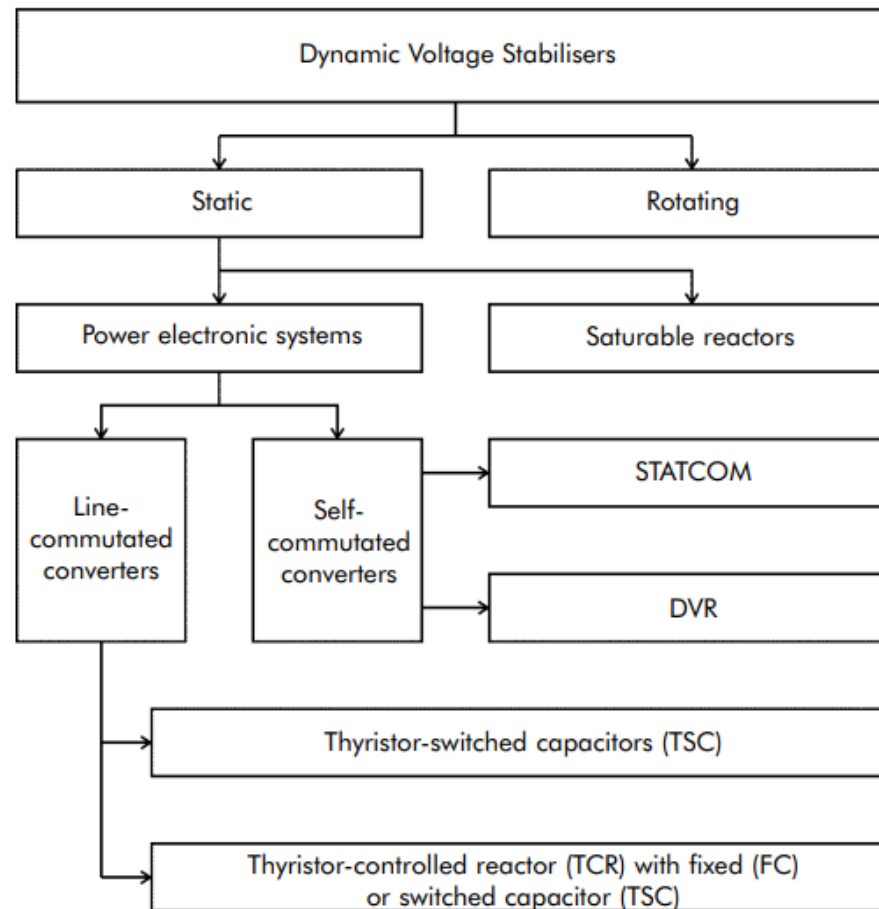 Dynamic Voltage Stabilisers
Static
Rotating
Power electronic systems
Saturable reactors
Line-
commutated
converters
Self-
commutated
converters
STATCOM
DVR
Thyristor-switched capacitors (TSC)
Thyristor-controlled reactor (TCR) with fixed (FC)
or switched capacitor (TSC)